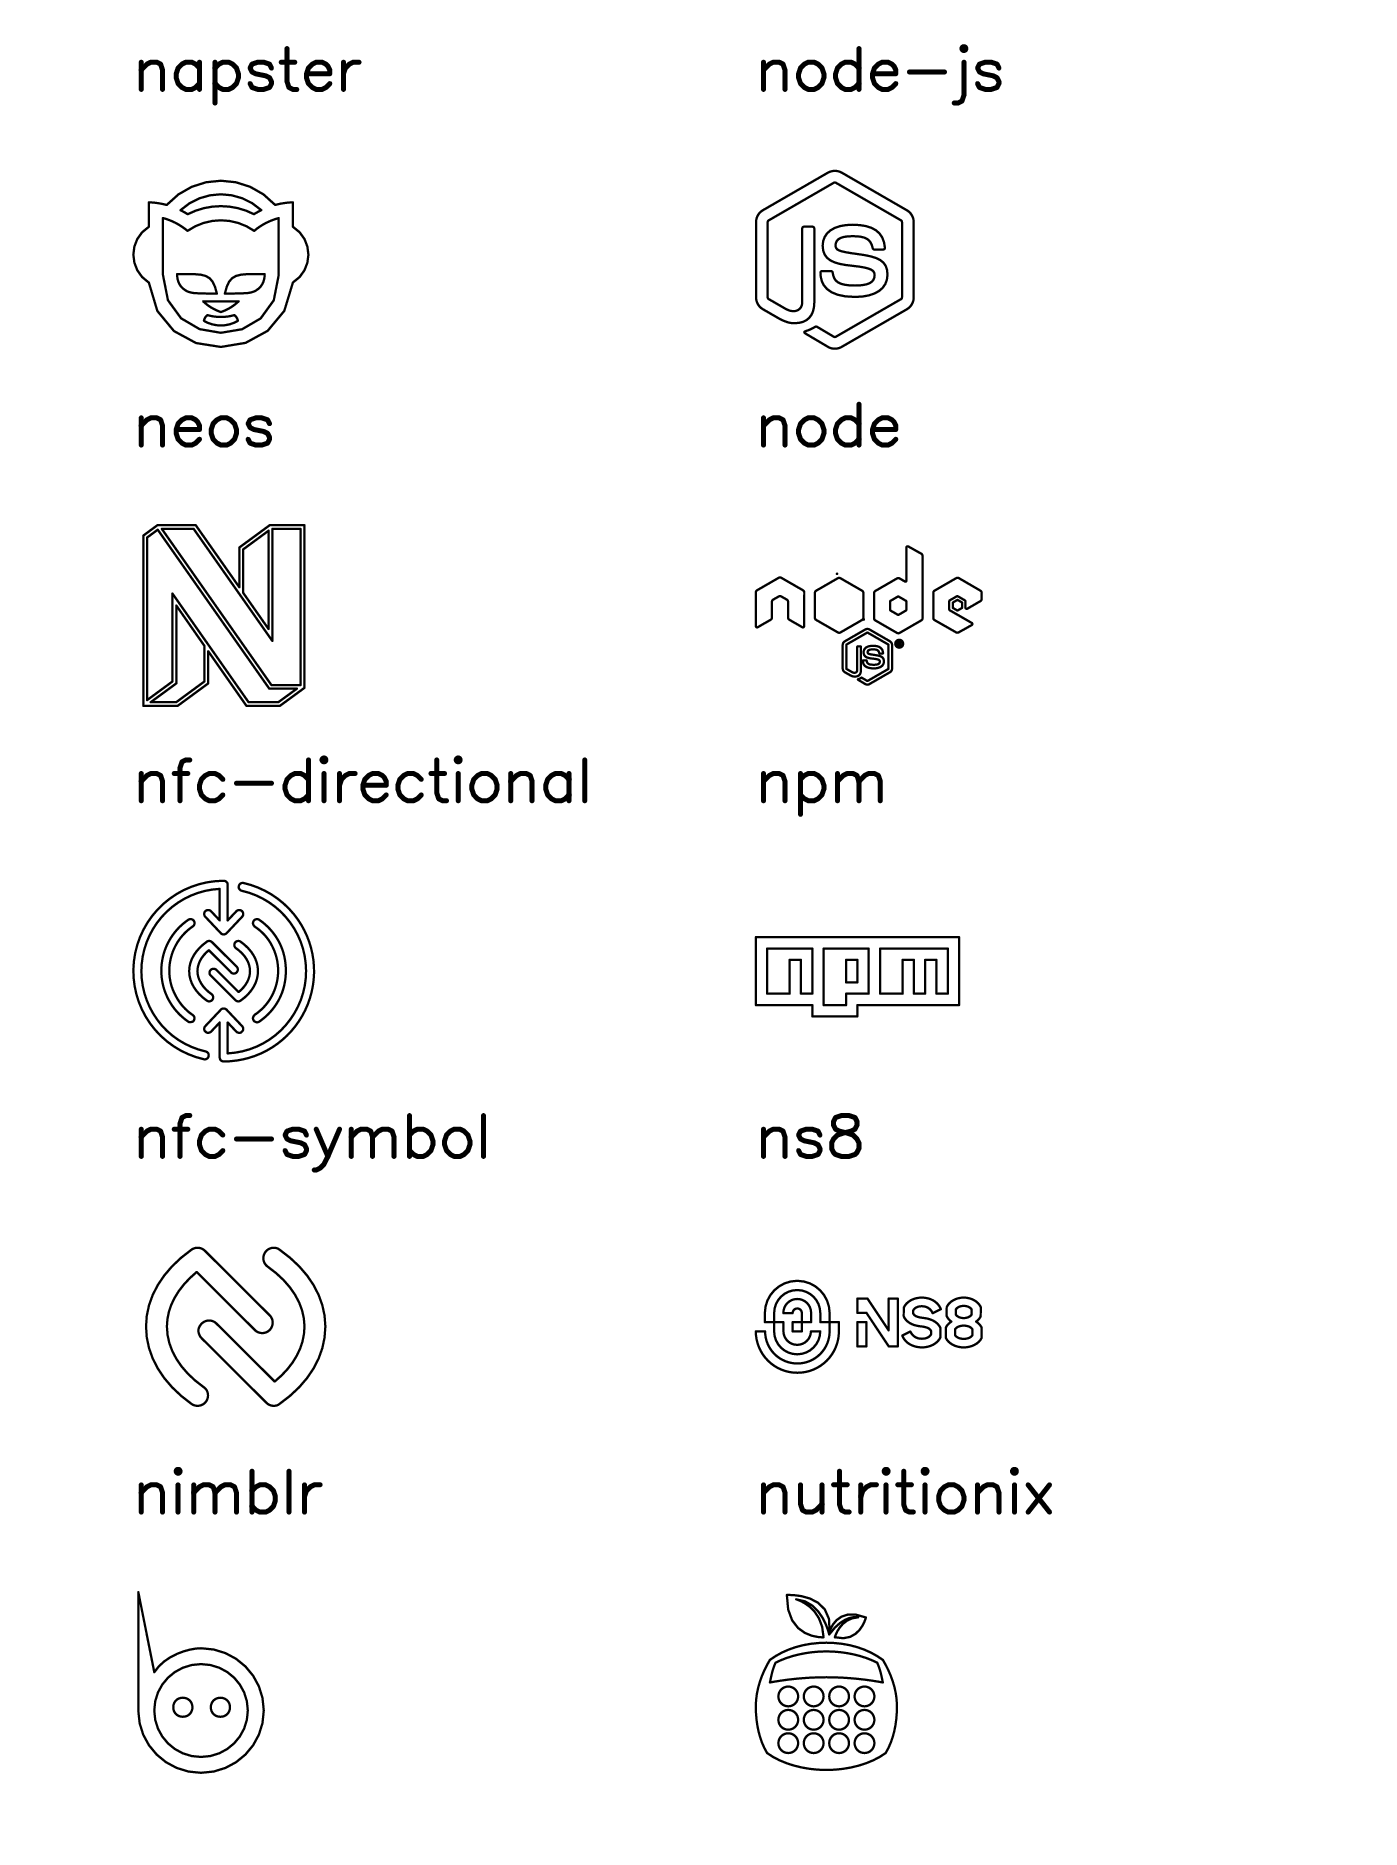 napster
node-js
JS
neos
node
N
node
JS
nfc-directional
npm
npm
nfc-symbol
ns8
NS8
nimblr
nutritionix